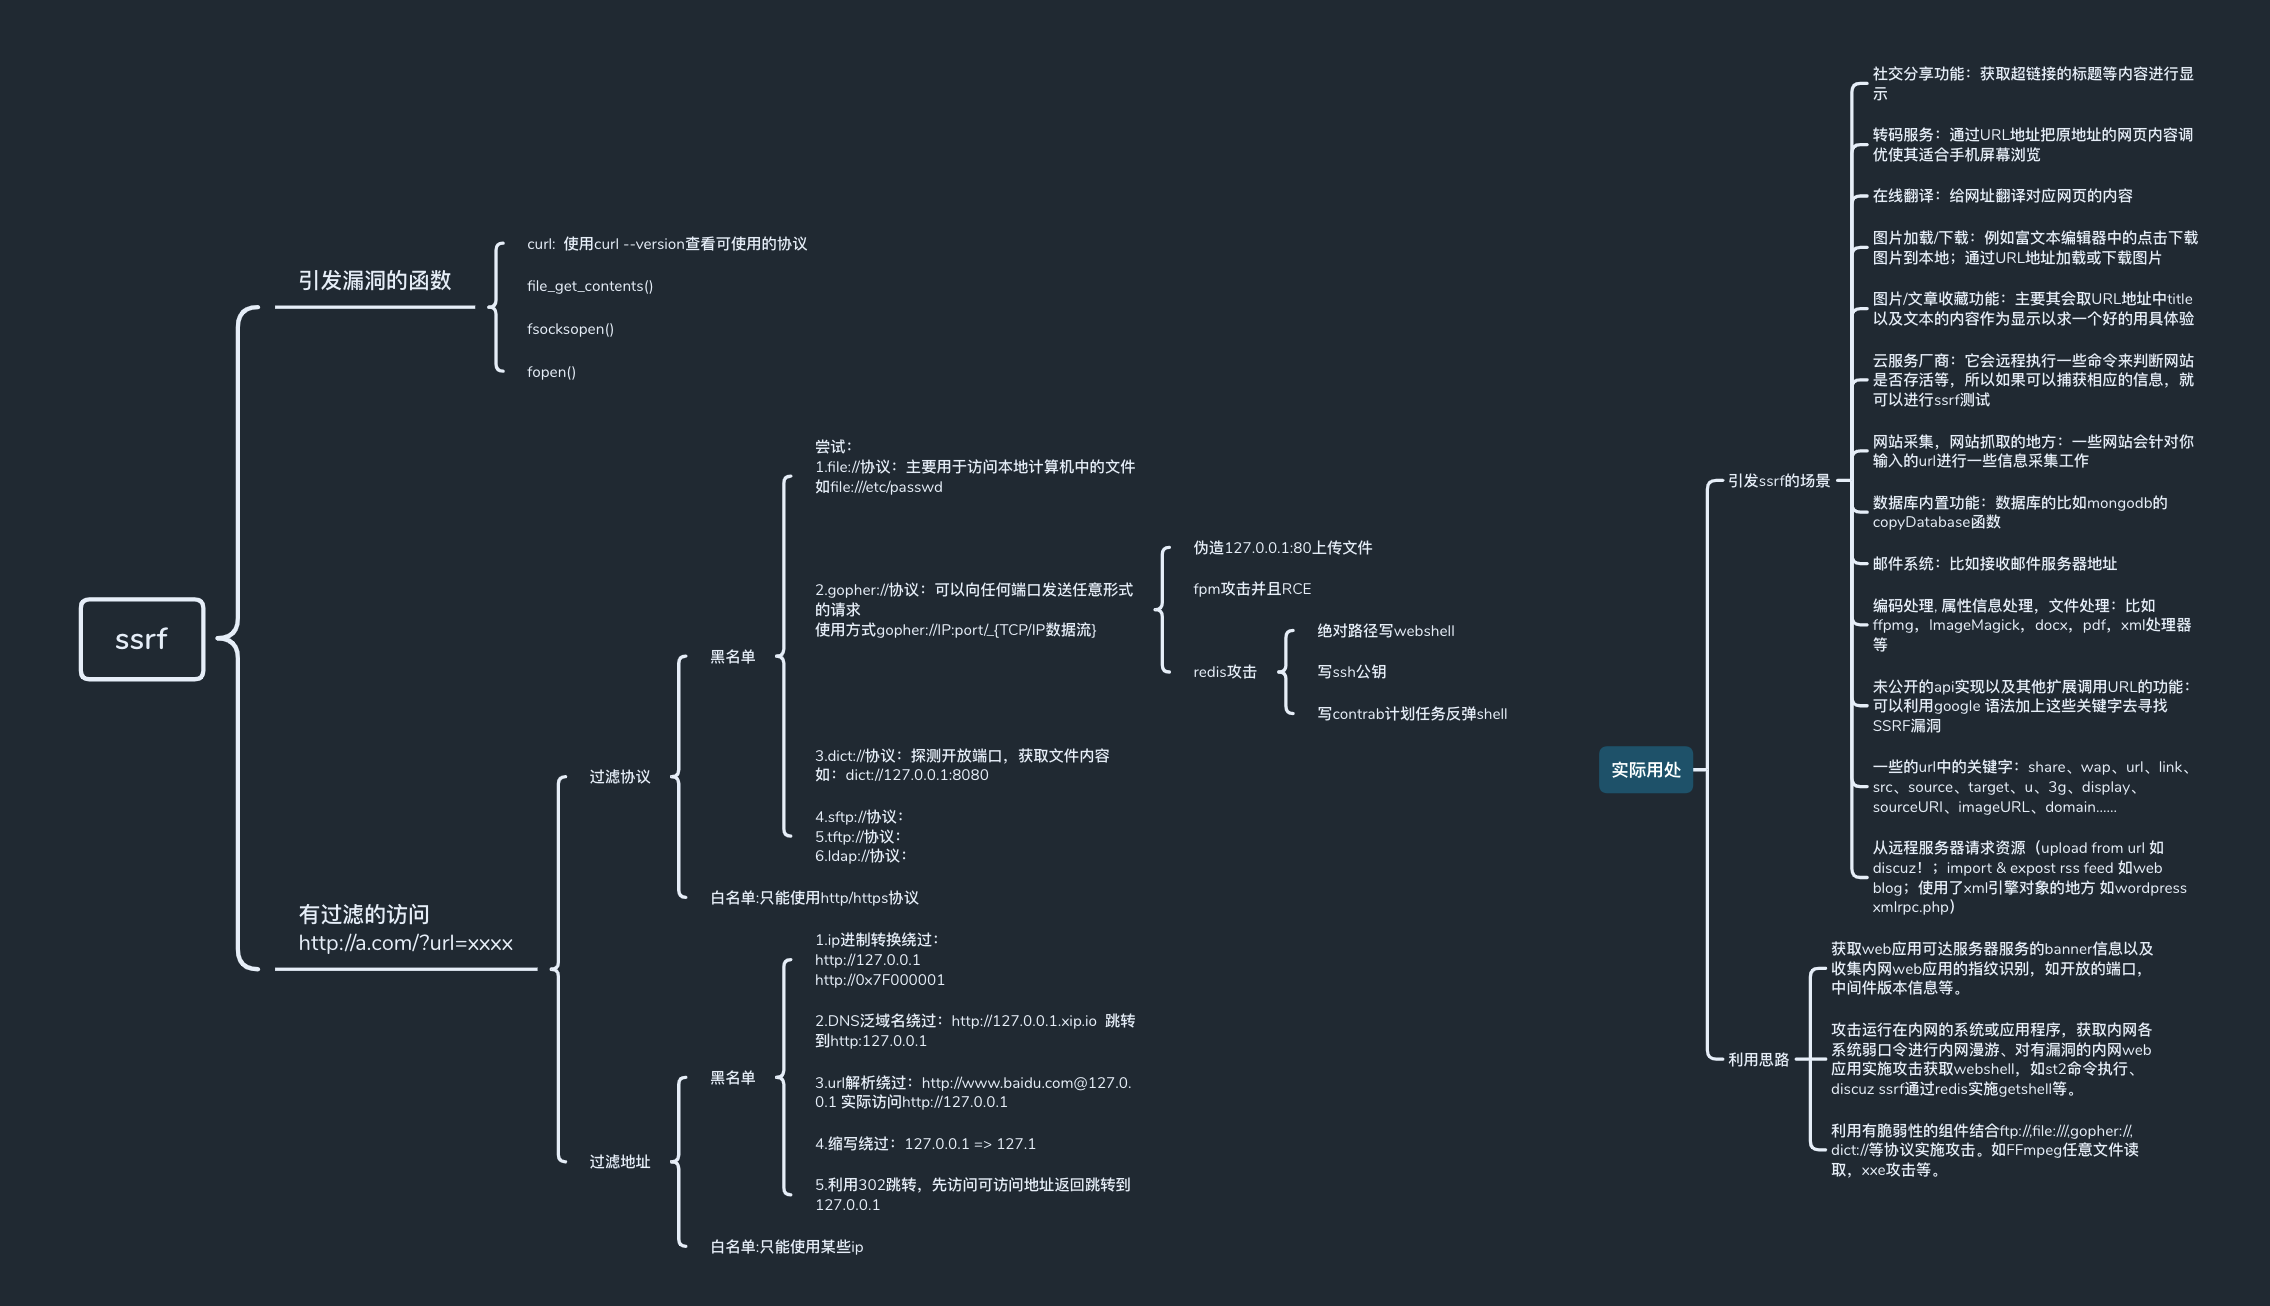 ssrf
引发漏洞的函数
curl:  使用curl --version查看可使用的协议
file_get_contents()
fsocksopen()
fopen()
有过滤的访问
http://a.com/?url=xxxx
过滤协议
黑名单
尝试：
1.file://协议：主要用于访问本地计算机中的文件
如file:///etc/passwd
2.gopher://协议：可以向任何端口发送任意形式
的请求
使用方式gopher://IP:port/_{TCP/IP数据流}
伪造127.0.0.1:80上传文件
fpm攻击并且RCE
redis攻击
绝对路径写webshell
写ssh公钥
写contrab计划任务反弹shell
3.dict://协议：探测开放端口，获取文件内容
如：dict://127.0.0.1:8080
4.sftp://协议：
5.tftp://协议：
6.ldap://协议：
白名单:只能使用http/https协议
过滤地址
黑名单
1.ip进制转换绕过：
http://127.0.0.1
http://0x7F000001
2.DNS泛域名绕过：http://127.0.0.1.xip.io  跳转
到http:127.0.0.1
3.url解析绕过：http://www.baidu.com@127.0.
0.1 实际访问http://127.0.0.1
4.缩写绕过：127.0.0.1 => 127.1
5.利用302跳转，先访问可访问地址返回跳转到
127.0.0.1
白名单:只能使用某些ip
实际用处
引发ssrf的场景
社交分享功能：获取超链接的标题等内容进行显
示
转码服务：通过URL地址把原地址的网页内容调
优使其适合手机屏幕浏览
在线翻译：给网址翻译对应网页的内容
图片加载/下载：例如富文本编辑器中的点击下载
图片到本地；通过URL地址加载或下载图片
图片/文章收藏功能：主要其会取URL地址中title
以及文本的内容作为显示以求一个好的用具体验
云服务厂商：它会远程执行一些命令来判断网站
是否存活等，所以如果可以捕获相应的信息，就
可以进行ssrf测试
网站采集，网站抓取的地方：一些网站会针对你
输入的url进行一些信息采集工作
数据库内置功能：数据库的比如mongodb的
copyDatabase函数
邮件系统：比如接收邮件服务器地址
编码处理, 属性信息处理，文件处理：比如
ffpmg，ImageMagick，docx，pdf，xml处理器
等
未公开的api实现以及其他扩展调用URL的功能：
可以利用google 语法加上这些关键字去寻找
SSRF漏洞
一些的url中的关键字：share、wap、url、link、
src、source、target、u、3g、display、
sourceURl、imageURL、domain……
从远程服务器请求资源（upload from url 如
discuz！；import & expost rss feed 如web
blog；使用了xml引擎对象的地方 如wordpress
xmlrpc.php）
利用思路
获取web应用可达服务器服务的banner信息以及
收集内网web应用的指纹识别，如开放的端口，
中间件版本信息等。
攻击运行在内网的系统或应用程序，获取内网各
系统弱口令进行内网漫游、对有漏洞的内网web
应用实施攻击获取webshell，如st2命令执行、
discuz ssrf通过redis实施getshell等。
利用有脆弱性的组件结合ftp://,file:///,gopher://,
dict://等协议实施攻击。如FFmpeg任意文件读
取，xxe攻击等。